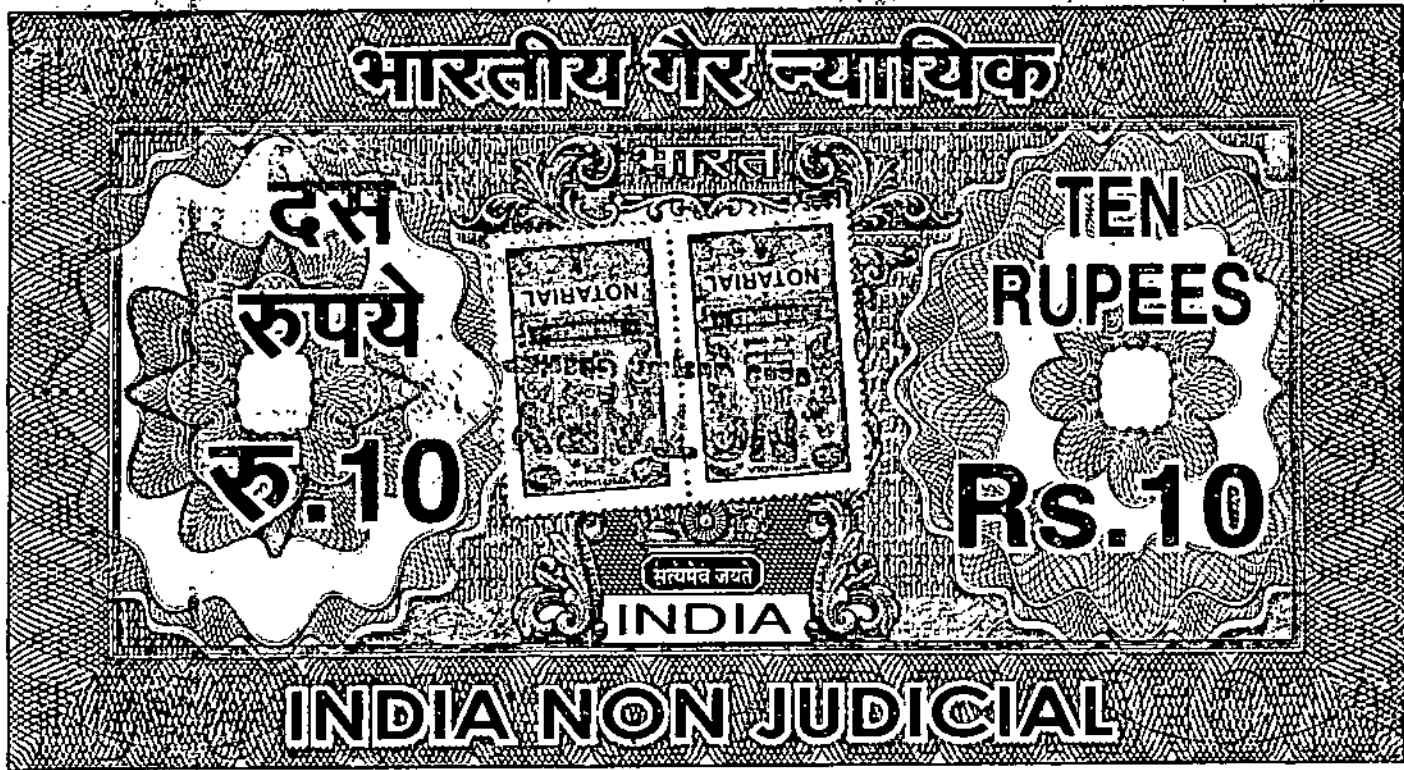 भारतीय गैर न्यायिक
भारत
दस
रुपये
रु.10
TEN
RUPEES
Rs.10
NOTARIAL
NOTARIAL
सत्यमेव जयते
INDIA
INDIA NON JUDICIAL